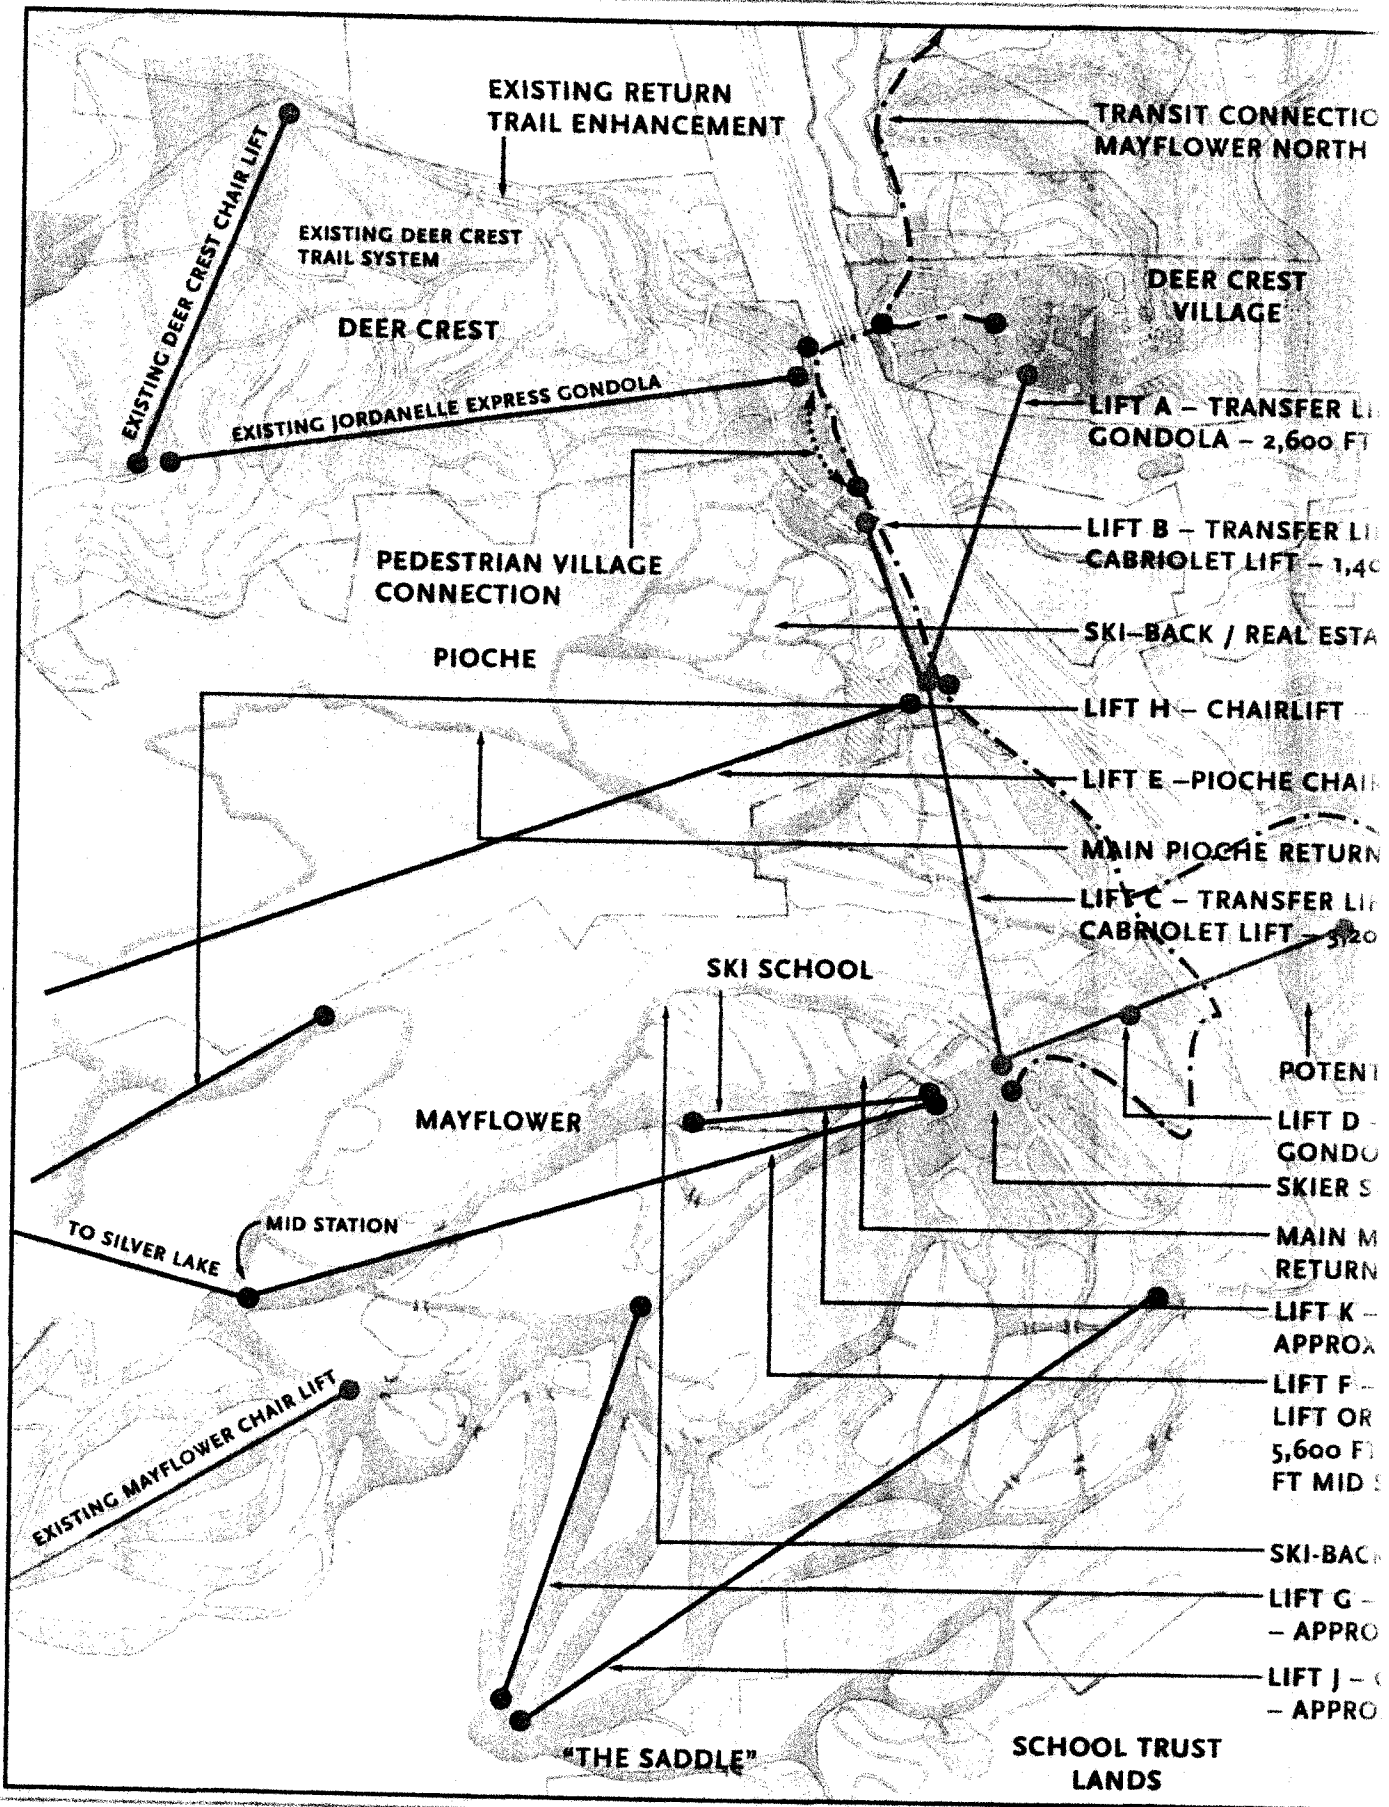 EXISTING RETURN
TRAIL ENHANCEMENT
TRANSIT CONNECTIO
MAYFLOWER NORTH
EXISTING DEER CREST CHAIR LIFT
EXISTING DEER CREST
TRAIL SYSTEM
DEER CREST
VILLAGE
DEER CREST
EXISTING JORDANELLE EXPRESS GONDOLA
LIFT A – TRANSFER LI
GONDOLA – 2,600 FT
LIFT B – TRANSFER LI
CABRIOLET LIFT – 1,40
PEDESTRIAN VILLAGE
CONNECTION
SKI–BACK / REAL ESTA
PIOCHE
LIFT H – CHAIRLIFT –
LIFT E –PIOCHE CHAI
MAIN PIOCHE RETURN
LIFT C – TRANSFER LI
CABRIOLET LIFT – 3,20
SKI SCHOOL
POTENT
MAYFLOWER
LIFT D –
GONDO
SKIER S
MID STATION
TO SILVER LAKE
MAIN M
RETURN
LIFT K –
APPROX
LIFT F –
LIFT OR
5,600 F
FT MID
EXISTING MAYFLOWER CHAIR LIFT
SKI-BAC
LIFT G –
– APPRO
LIFT J –
– APPRO
"THE SADDLE"
SCHOOL TRUST
LANDS